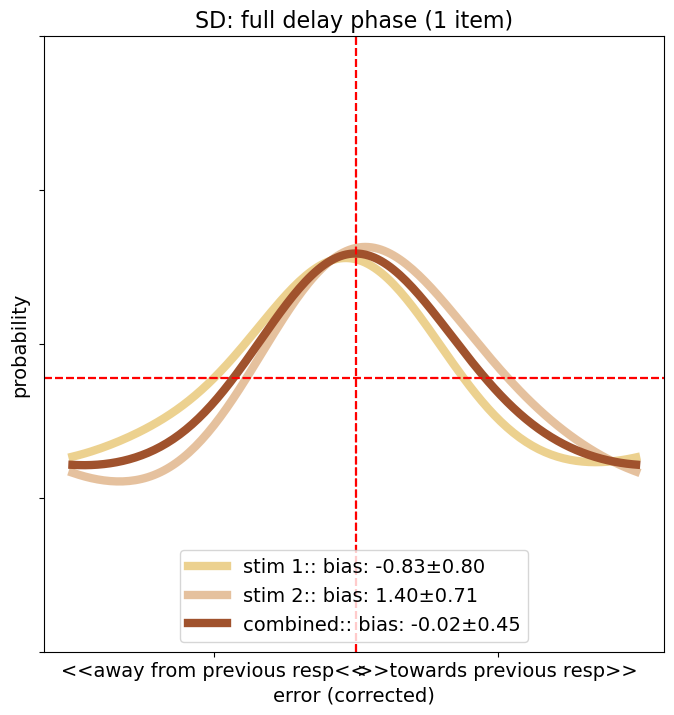 SD: full delay phase (1 item)
probability
stim 1:: bias: -0.83±0.80
stim 2:: bias: 1.40±0.71
combined:: bias: -0.02±0.45
<<away from previous resp<< >>towards previous resp>>
error (corrected)